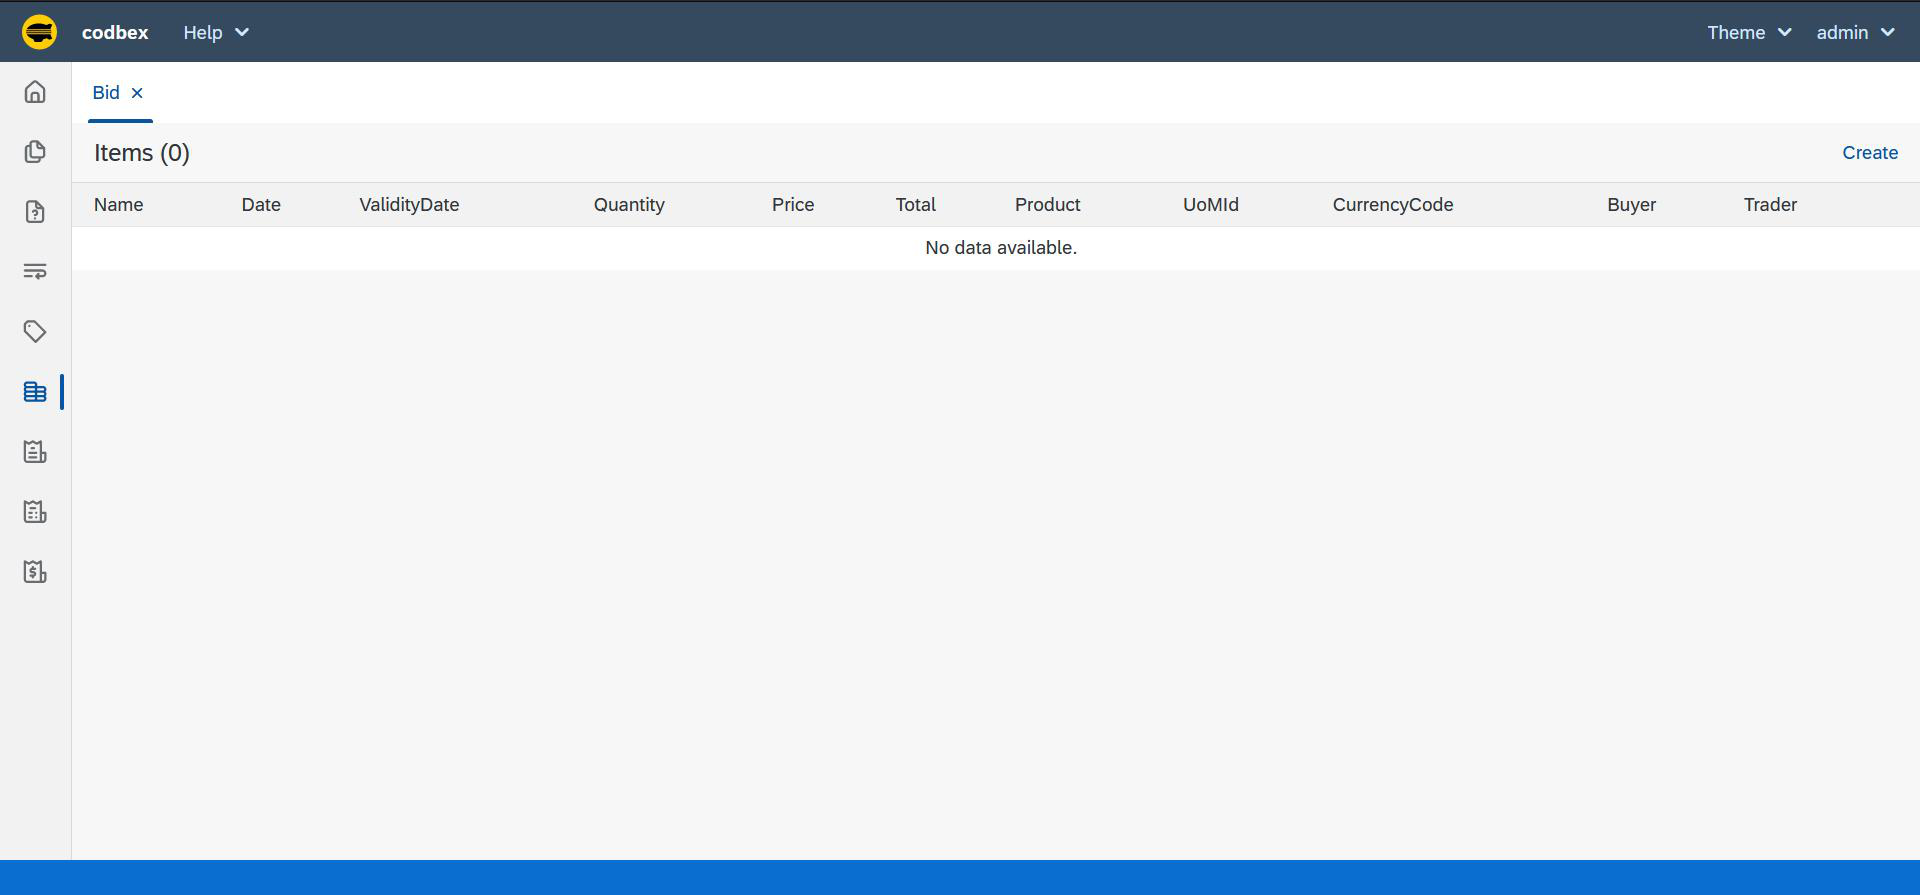 codbex Help Theme admin
Bid
Items (0) Create
Name Date ValidityDate Quantity Price Total Product UoMId CurrencyCode Buyer Trader
No data available.